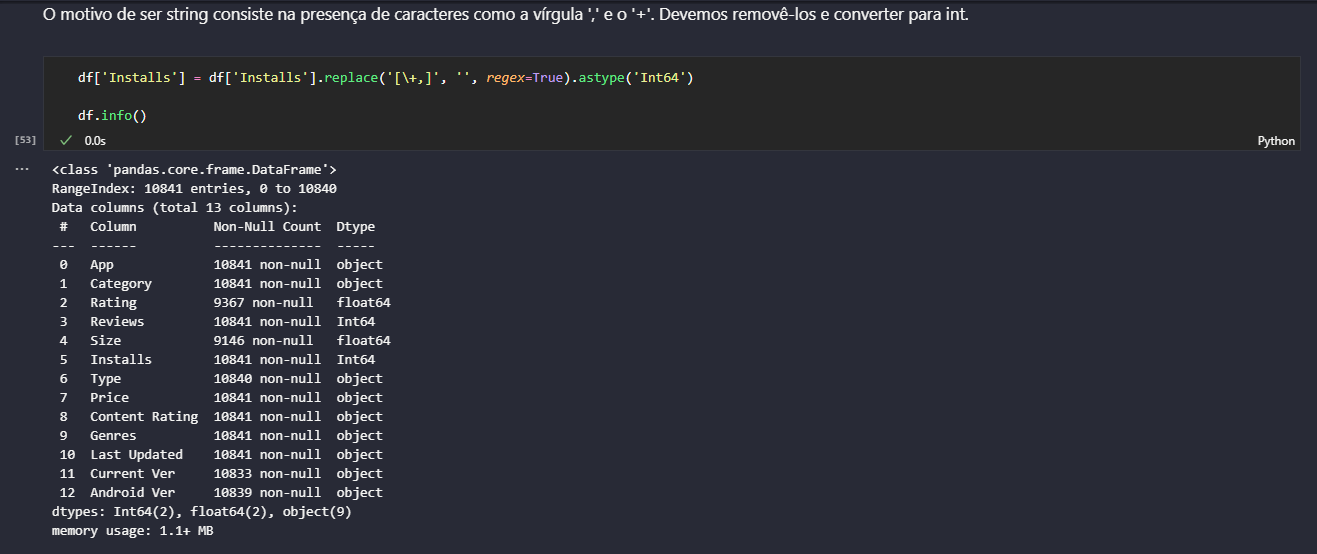 O motivo de ser string consiste na presença de caracteres como a vírgula ',' e o '+'. Devemos removê-los e converter para int.
df['Installs'] = df['Installs'].replace('[\+,]', '', regex=True).astype('Int64')
df.info()
[53] ✓ 0.0s Python
... <class 'pandas.core.frame.DataFrame'>
RangeIndex: 10841 entries, 0 to 10840
Data columns (total 13 columns):
 #   Column          Non-Null Count  Dtype
---  ------          --------------  -----
 0   App             10841 non-null  object
 1   Category        10841 non-null  object
 2   Rating          9367 non-null   float64
 3   Reviews         10841 non-null  Int64
 4   Size            9146 non-null   float64
 5   Installs        10841 non-null  Int64
 6   Type            10840 non-null  object
 7   Price           10841 non-null  object
 8   Content Rating  10841 non-null  object
 9   Genres          10841 non-null  object
 10  Last Updated    10841 non-null  object
 11  Current Ver     10833 non-null  object
 12  Android Ver     10839 non-null  object
dtypes: Int64(2), float64(2), object(9)
memory usage: 1.1+ MB